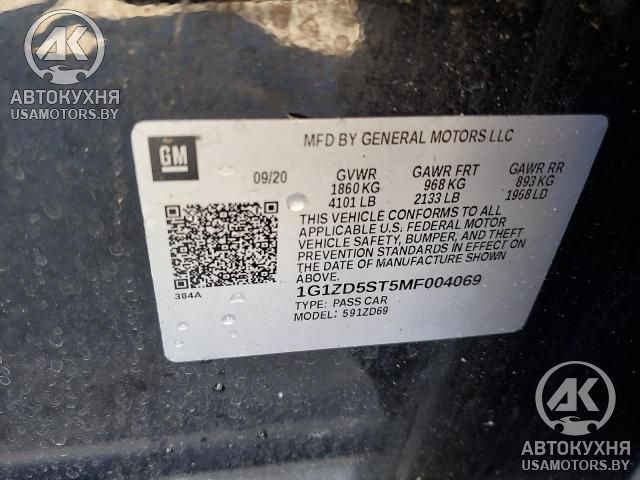 AK
АВТОКУХНЯ
USAMOTORS.BY
GM
MFD BY GENERAL MOTORS LLC
09/20 GVWR GAWR FRT GAWR RR
1860 KG 968 KG 893 KG
4101 LB 2133 LB 1968 LD
THIS VEHICLE CONFORMS TO ALL
APPLICABLE U.S. FEDERAL MOTOR
VEHICLE SAFETY, BUMPER, AND THEFT
PREVENTION STANDARDS IN EFFECT ON
THE DATE OF MANUFACTURE SHOWN
ABOVE.
384A
1G1ZD5ST5MF004069
TYPE: PASS CAR
MODEL: 591ZD69
AK
АВТОКУХНЯ
USAMOTORS.BY